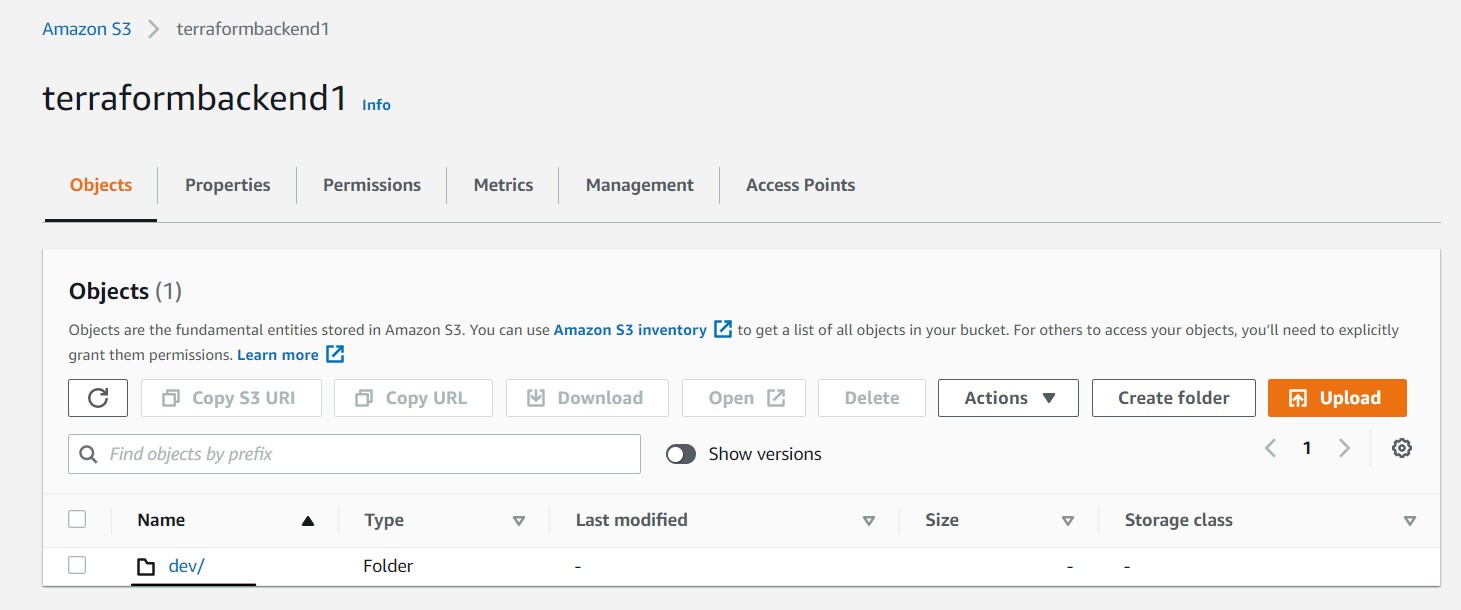 Amazon S3 > terraformbackend1
terraformbackend1 Info
Objects Properties Permissions Metrics Management Access Points
Objects (1)
Objects are the fundamental entities stored in Amazon S3. You can use Amazon S3 inventory to get a list of all objects in your bucket. For others to access your objects, you'll need to explicitly
grant them permissions. Learn more
Copy S3 URI Copy URL Download Open Delete Actions Create folder Upload
Find objects by prefix Show versions 1
Name Type Last modified Size Storage class
dev/ Folder - - -